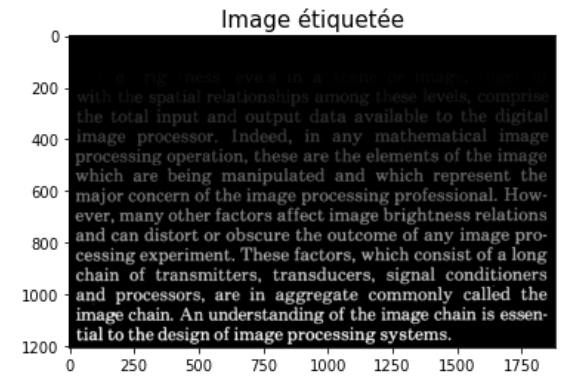 Image étiquetée
0
200
400
600
800
1000
1200
ness in a scene or image,
with the spatial relationships among these levels, comprise
the total input and output data available to the digital
image processor. Indeed, in any mathematical image
processing operation, these are the elements of the image
which are being manipulated and which represent the
major concern of the image processing professional. How-
ever, many other factors affect image brightness relations
and can distort or obscure the outcome of any image pro-
cessing experiment. These factors, which consist of a long
chain of transmitters, transducers, signal conditioners
and processors, are in aggregate commonly called the
image chain. An understanding of the image chain is essen-
tial to the design of image processing systems.
0 250 500 750 1000 1250 1500 1750